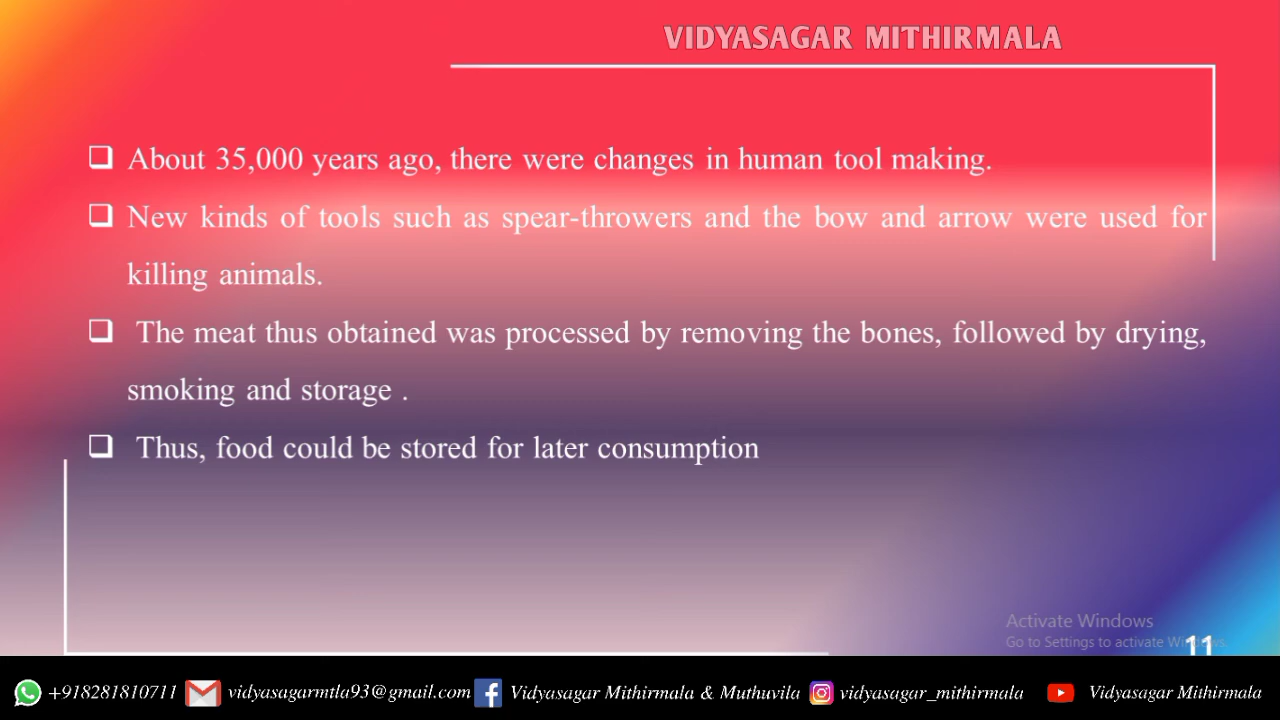 VIDYASAGAR MITHIRMALA
❑ About 35,000 years ago, there were changes in human tool making.
❑ New kinds of tools such as spear-throwers and the bow and arrow were used for
killing animals.
❑ The meat thus obtained was processed by removing the bones, followed by drying,
smoking and storage .
❑ Thus, food could be stored for later consumption
Activate Windows
Go to Settings to activate Windows.
11
+918281810711 vidyasagarmtla93@gmail.com Vidyasagar Mithirmala & Muthuvila vidyasagar_mithirmala Vidyasagar Mithirmala